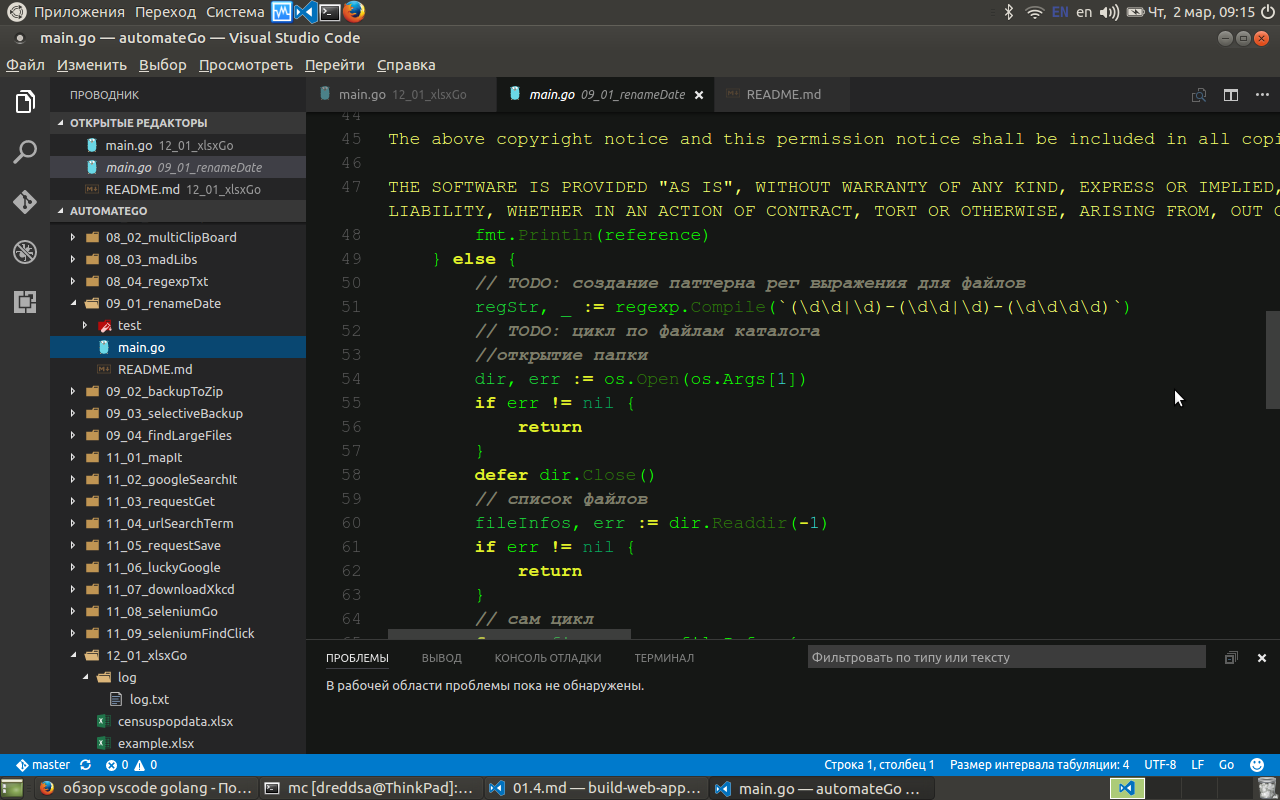 Приложения Переход Система EN en Чт, 2 мар, 09:15
main.go — automateGo — Visual Studio Code
Файл Изменить Выбор Просмотреть Перейти Справка
ПРОВОДНИК
ОТКРЫТЫЕ РЕДАКТОРЫ
main.go 12_01_xlsxGo
main.go 09_01_renameDate
README.md 12_01_xlsxGo
AUTOMATEGO
08_02_multiClipBoard
08_03_madLibs
08_04_regexpTxt
09_01_renameDate
test
main.go
README.md
09_02_backupToZip
09_03_selectiveBackup
09_04_findLargeFiles
11_01_mapIt
11_02_googleSearchIt
11_03_requestGet
11_04_urlSearchTerm
11_05_requestSave
11_06_luckyGoogle
11_07_downloadXkcd
11_08_seleniumGo
11_09_seleniumFindClick
12_01_xlsxGo
log
log.txt
censuspopdata.xlsx
example.xlsx
main.go 12_01_xlsxGo main.go 09_01_renameDate README.md
44
45 The above copyright notice and this permission notice shall be included in all copi
46
47 THE SOFTWARE IS PROVIDED "AS IS", WITHOUT WARRANTY OF ANY KIND, EXPRESS OR IMPLIED,
LIABILITY, WHETHER IN AN ACTION OF CONTRACT, TORT OR OTHERWISE, ARISING FROM, OUT O
48 fmt.Println(reference)
49 } else {
50 // TODO: создание паттерна рег выражения для файлов
51 regStr, _ := regexp.Compile(`(\d\d|\d)-(\d\d|\d)-(\d\d\d\d)`)
52 // TODO: цикл по файлам каталога
53 //открытие папки
54 dir, err := os.Open(os.Args[1])
55 if err != nil {
56 return
57 }
58 defer dir.Close()
59 // список файлов
60 fileInfos, err := dir.Readdir(-1)
61 if err != nil {
62 return
63 }
64 // сам цикл
ПРОБЛЕМЫ ВЫВОД КОНСОЛЬ ОТЛАДКИ ТЕРМИНАЛ Фильтровать по типу или тексту
В рабочей области проблемы пока не обнаружены.
master 0 0 Строка 1, столбец 1 Размер интервала табуляции: 4 UTF-8 LF Go
обзор vscode golang - По... mc [dreddsa@ThinkPad]:... 01.4.md — build-web-app... main.go — automateGo ...